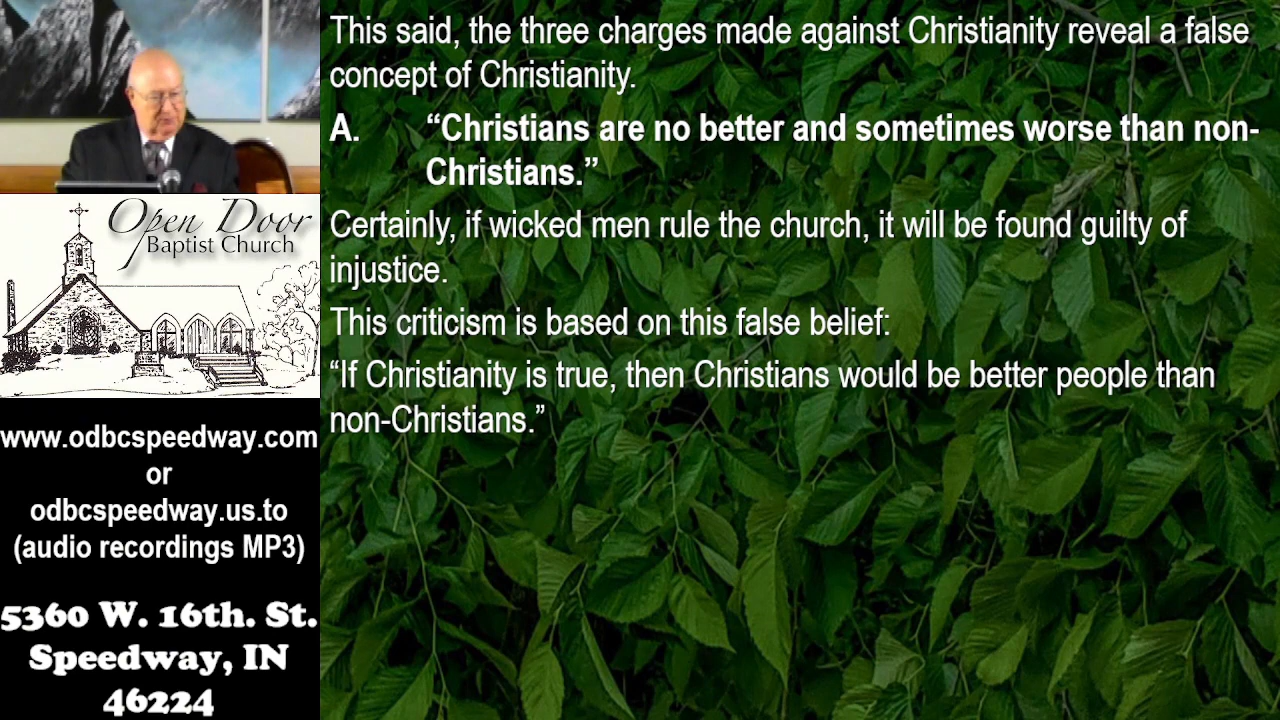 This said, the three charges made against Christianity reveal a false
concept of Christianity.
A. “Christians are no better and sometimes worse than non-
Christians.”
Certainly, if wicked men rule the church, it will be found guilty of
injustice.
This criticism is based on this false belief:
“If Christianity is true, then Christians would be better people than
non-Christians.”
Open Door
Baptist Church
www.odbcspeedway.com
or
odbcspeedway.us.to
(audio recordings MP3)
5360 W. 16th. St.
Speedway, IN
46224